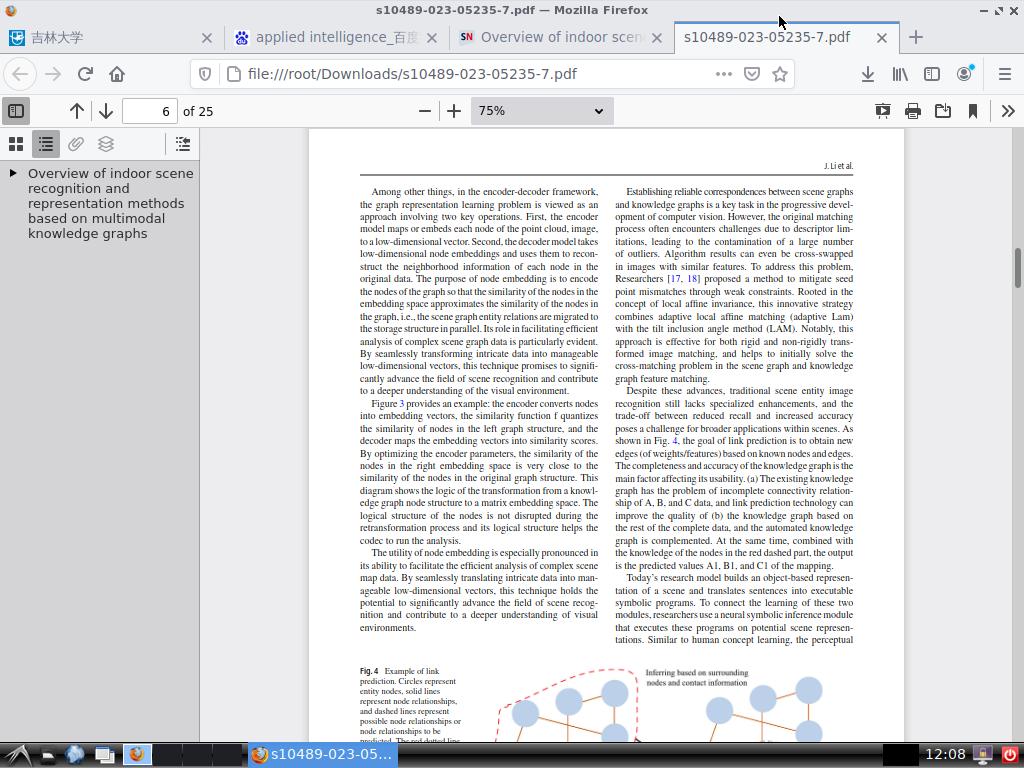 s10489-023-05235-7.pdf — Mozilla Firefox
吉林大学
applied intelligence_百度
SN Overview of indoor scen
s10489-023-05235-7.pdf
file:///root/Downloads/s10489-023-05235-7.pdf
6 of 25
75%
Overview of indoor scene
recognition and
representation methods
based on multimodal
knowledge graphs
J. Li et al.
Among other things, in the encoder-decoder framework,
the graph representation learning problem is viewed as an
approach involving two key operations. First, the encoder
model maps or embeds each node of the point cloud, image,
to a low-dimensional vector. Second, the decoder model takes
low-dimensional node embeddings and uses them to recon-
struct the neighborhood information of each node in the
original data. The purpose of node embedding is to encode
the nodes of the graph so that the similarity of the nodes in the
embedding space approximates the similarity of the nodes in
the graph, i.e., the scene graph entity relations are migrated to
the storage structure in parallel. Its role in facilitating efficient
analysis of complex scene graph data is particularly evident.
By seamlessly transforming intricate data into manageable
low-dimensional vectors, this technique promises to signifi-
cantly advance the field of scene recognition and contribute
to a deeper understanding of the visual environment.
Figure 3 provides an example: the encoder converts nodes
into embedding vectors, the similarity function f quantizes
the similarity of nodes in the left graph structure, and the
decoder maps the embedding vectors into similarity scores.
By optimizing the encoder parameters, the similarity of the
nodes in the right embedding space is very close to the
similarity of the nodes in the original graph structure. This
diagram shows the logic of the transformation from a knowl-
edge graph node structure to a matrix embedding space. The
logical structure of the nodes is not disrupted during the
retransformation process and its logical structure helps the
codec to run the analysis.
The utility of node embedding is especially pronounced in
its ability to facilitate the efficient analysis of complex scene
map data. By seamlessly translating intricate data into man-
ageable low-dimensional vectors, this technique holds the
potential to significantly advance the field of scene recog-
nition and contribute to a deeper understanding of visual
environments.
Establishing reliable correspondences between scene graphs
and knowledge graphs is a key task in the progressive devel-
opment of computer vision. However, the original matching
process often encounters challenges due to descriptor lim-
itations, leading to the contamination of a large number
of outliers. Algorithm results can even be cross-swapped
in images with similar features. To address this problem,
Researchers [17, 18] proposed a method to mitigate seed
point mismatches through weak constraints. Rooted in the
concept of local affine invariance, this innovative strategy
combines adaptive local affine matching (adaptive Lam)
with the tilt inclusion angle method (LAM). Notably, this
approach is effective for both rigid and non-rigidly trans-
formed image matching, and helps to initially solve the
cross-matching problem in the scene graph and knowledge
graph feature matching.
Despite these advances, traditional scene entity image
recognition still lacks specialized enhancements, and the
trade-off between reduced recall and increased accuracy
poses a challenge for broader applications within scenes. As
shown in Fig. 4, the goal of link prediction is to obtain new
edges (of weights/features) based on known nodes and edges.
The completeness and accuracy of the knowledge graph is the
main factor affecting its usability. (a) The existing knowledge
graph has the problem of incomplete connectivity relation-
ship of A, B, and C data, and link prediction technology can
improve the quality of (b) the knowledge graph based on
the rest of the complete data, and the automated knowledge
graph is complemented. At the same time, combined with
the knowledge of the nodes in the red dashed part, the output
is the predicted values A1, B1, and C1 of the mapping.
Today's research model builds an object-based represen-
tation of a scene and translates sentences into executable
symbolic programs. To connect the learning of these two
modules, researchers use a neural symbolic inference module
that executes these programs on potential scene represen-
tations. Similar to human concept learning, the perceptual
Fig. 4 Example of link
prediction. Circles represent
entity nodes, solid lines
represent node relationships,
and dashed lines represent
possible node relationships or
node relationships to be
predicted. The red dotted line
Inferring based on surrounding
nodes and contact information
s10489-023-05...
12:08